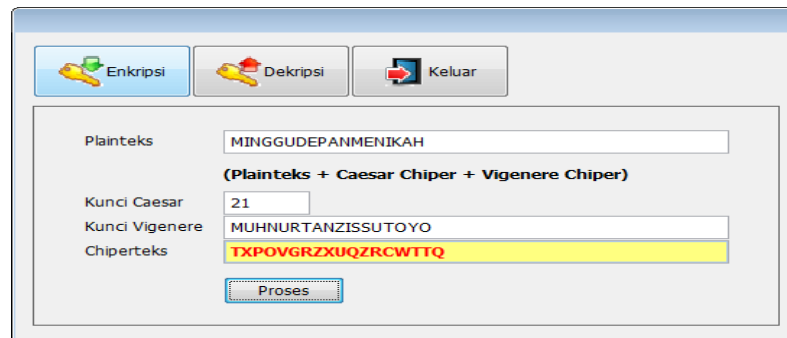 Enkripsi Dekripsi Keluar
Plainteks MINGGUDEPANMENIKAH
(Plainteks + Caesar Chiper + Vigenere Chiper)
Kunci Caesar 21
Kunci Vigenere MUHNURTANZISSUTOYO
Chiperteks TXPOVGRZXUQZRCWTTQ
Proses